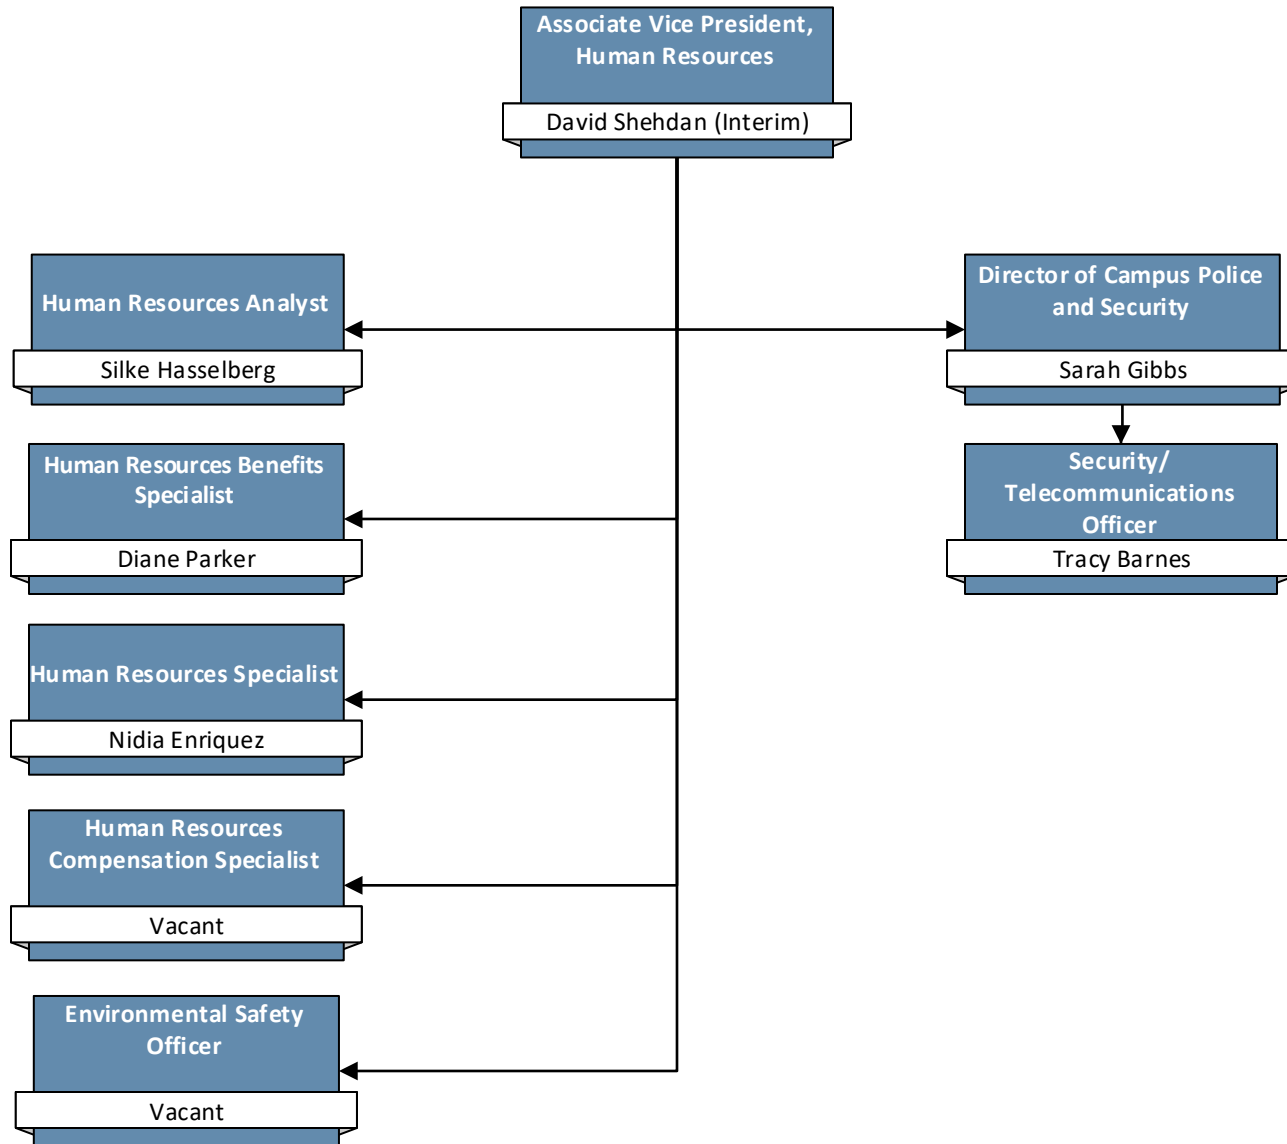 Associate Vice President,
Human Resources
David Shehdan (Interim)
Human Resources Analyst
Silke Hasselberg
Director of Campus Police
and Security
Sarah Gibbs
Human Resources Benefits
Specialist
Diane Parker
Security/
Telecommunications
Officer
Tracy Barnes
Human Resources Specialist
Nidia Enriquez
Human Resources
Compensation Specialist
Vacant
Environmental Safety
Officer
Vacant